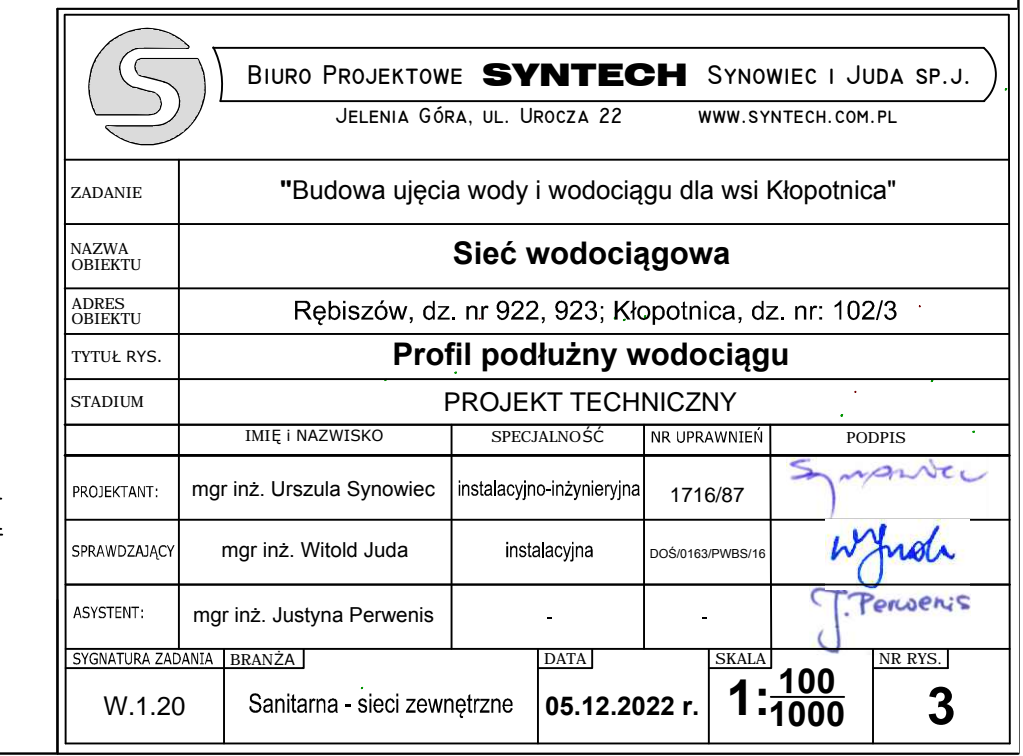 BIURO PROJEKTOWE SYNTECH SYNOWIEC I JUDA SP.J.
JELENIA GÓRA, UL. UROCZA 22 WWW.SYNTECH.COM.PL
ZADANIE "Budowa ujęcia wody i wodociągu dla wsi Kłopotnica"
NAZWA
OBIEKTU
Sieć wodociągowa
ADRES
OBIEKTU
Rębiszów, dz. nr 922, 923; Kłopotnica, dz. nr: 102/3
TYTUŁ RYS. Profil podłużny wodociągu
STADIUM PROJEKT TECHNICZNY
IMIĘ i NAZWISKO SPECJALNOŚĆ NR UPRAWNIEŃ PODPIS
PROJEKTANT: mgr inż. Urszula Synowiec instalacyjno-inżynieryjna 1716/87 Synowiec
SPRAWDZAJĄCY mgr inż. Witold Juda instalacyjna DOŚ/0163/PWBS/16 WJuda
ASYSTENT: mgr inż. Justyna Perwenis - - J. Perwenis
SYGNATURA ZADANIA BRANŻA DATA SKALA NR RYS.
W.1.20 Sanitarna - sieci zewnętrzne 05.12.2022 r. 1:100/1000 3